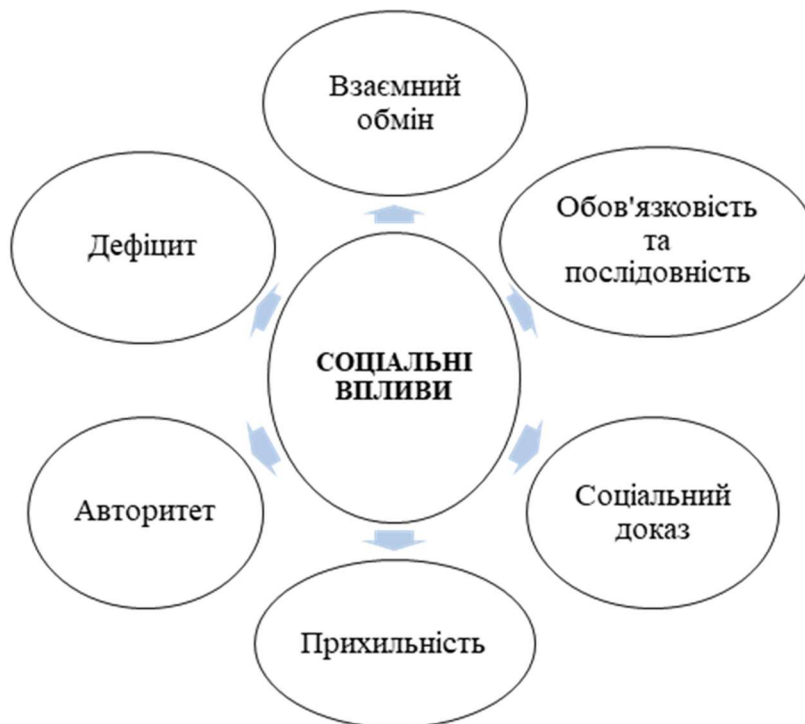 Взаємний
обмін
Обов'язковість
та
послідовність
Дефіцит
СОЦІАЛЬНІ
ВПЛИВИ
Соціальний
доказ
Авторитет
Прихильність